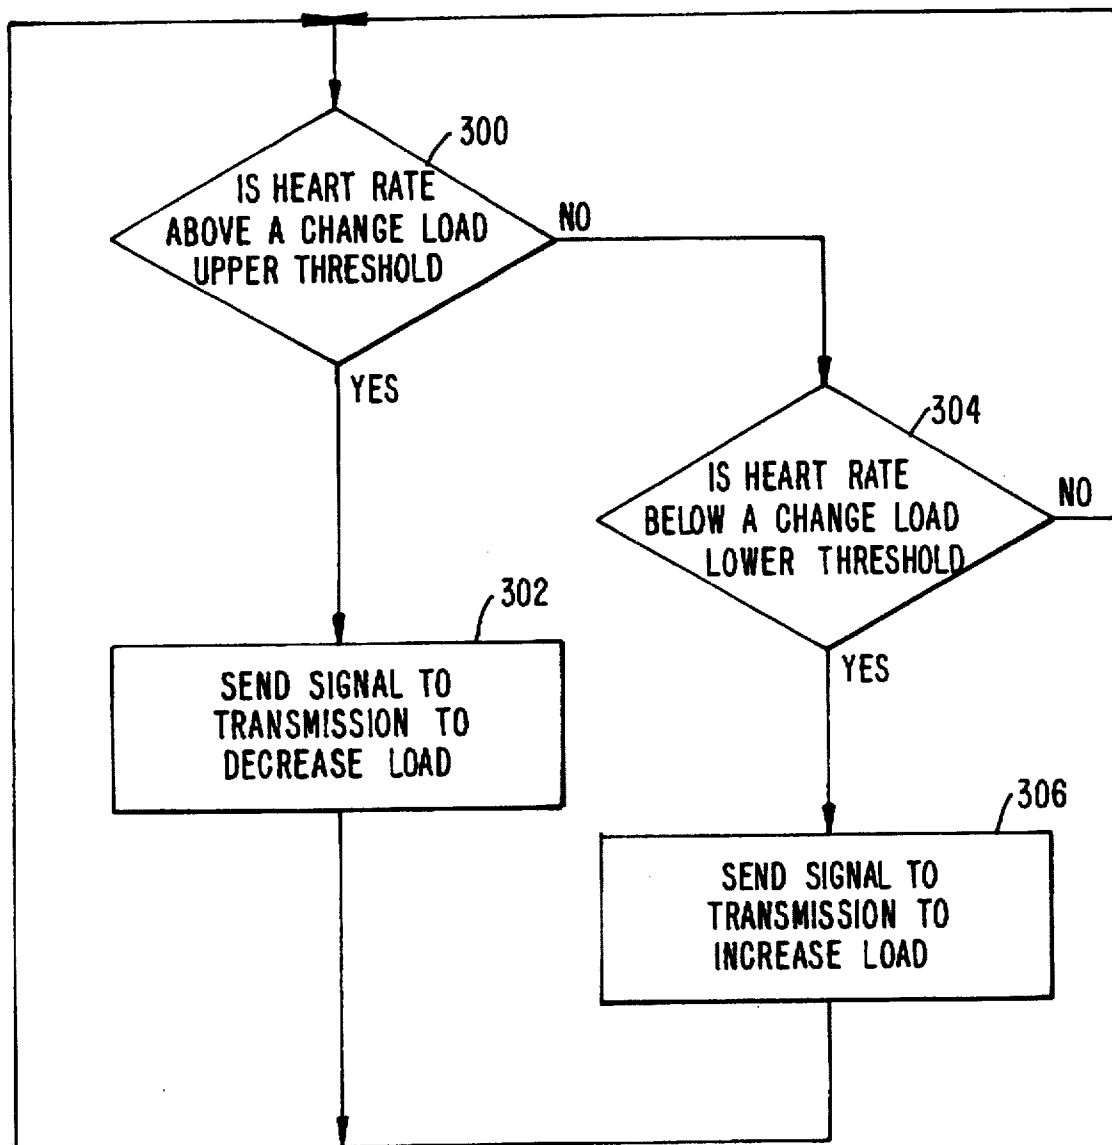 300
IS HEART RATE
ABOVE A CHANGE LOAD
UPPER THRESHOLD
NO
YES
304
IS HEART RATE
BELOW A CHANGE LOAD
LOWER THRESHOLD
NO
YES
302
SEND SIGNAL TO
TRANSMISSION TO
DECREASE LOAD
306
SEND SIGNAL TO
TRANSMISSION TO
INCREASE LOAD